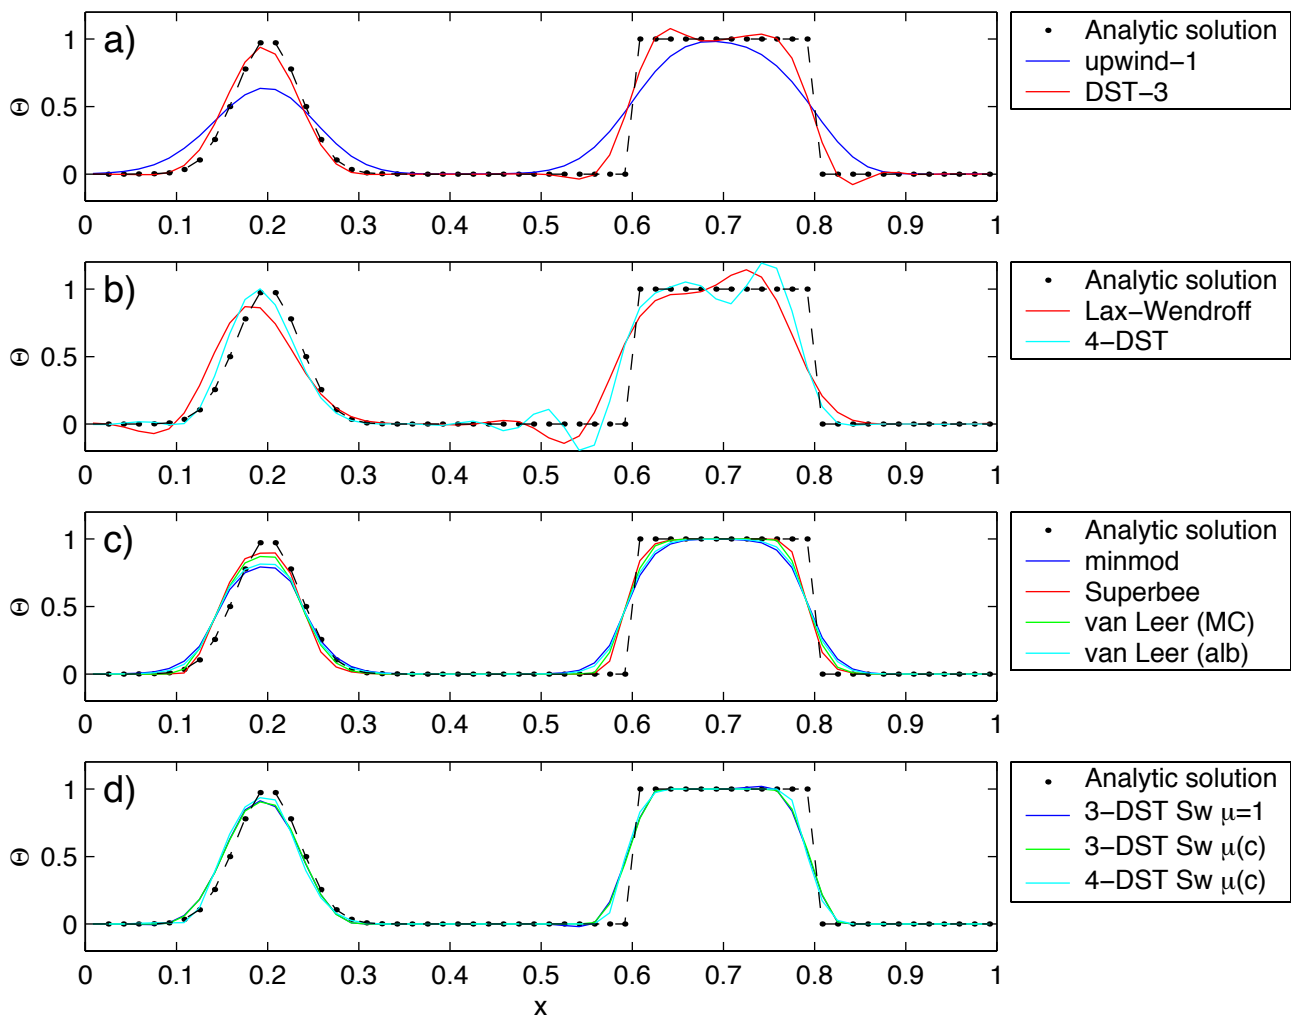 a)
Θ
1
0.5
0
0 0.1 0.2 0.3 0.4 0.5 0.6 0.7 0.8 0.9 1
Analytic solution
upwind−1
DST−3
b)
Θ
1
0.5
0
0 0.1 0.2 0.3 0.4 0.5 0.6 0.7 0.8 0.9 1
Analytic solution
Lax−Wendroff
4−DST
c)
Θ
1
0.5
0
0 0.1 0.2 0.3 0.4 0.5 0.6 0.7 0.8 0.9 1
Analytic solution
minmod
Superbee
van Leer (MC)
van Leer (alb)
d)
Θ
1
0.5
0
0 0.1 0.2 0.3 0.4 0.5 0.6 0.7 0.8 0.9 1
x
Analytic solution
3−DST Sw μ=1
3−DST Sw μ(c)
4−DST Sw μ(c)